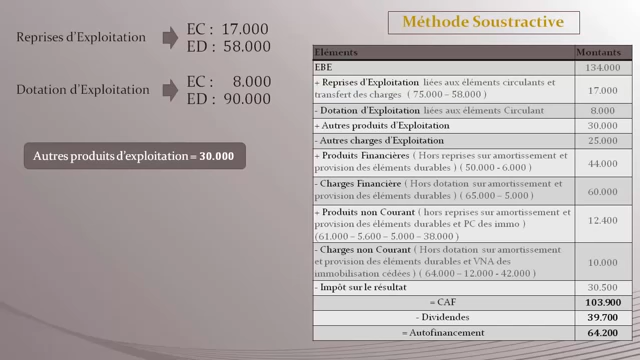 Méthode Soustractive
Reprises d'Exploitation
EC : 17.000
ED : 58.000
Dotation d'Exploitation
EC : 8.000
ED : 90.000
Autres produits d'exploitation = 30.000
Eléments Montants
EBE 134.000
+ Reprises d'Exploitation liées aux éléments circulants et
transfert des charges ( 75.000 – 58.000 ) 17.000
- Dotation d'Exploitation liées aux éléments Circulant 8.000
+ Autres produits d'Exploitation 30.000
- Autres charges d'Exploitation 25.000
+ Produits Financières ( Hors reprises sur amortissement et
provision des éléments durables ) ( 50.000 - 6.000 ) 44.000
- Charges Financière ( Hors dotation sur amortissement et
provision des éléments durables ) ( 65.000 – 5.000 ) 60.000
+ Produits non Courant ( hors reprises sur amortissement et
provision des éléments durables et PC des immo )
(61.000 – 5.600 – 5.000 – 38.000 ) 12.400
- Charges non Courant ( Hors dotation sur amortissement
et provision des éléments durables et VNA des
immobilisation cédées ) ( 64.000 – 12.000 - 42.000 ) 10.000
- Impôt sur le résultat 30.500
= CAF 103.900
- Dividendes 39.700
= Autofinancement 64.200